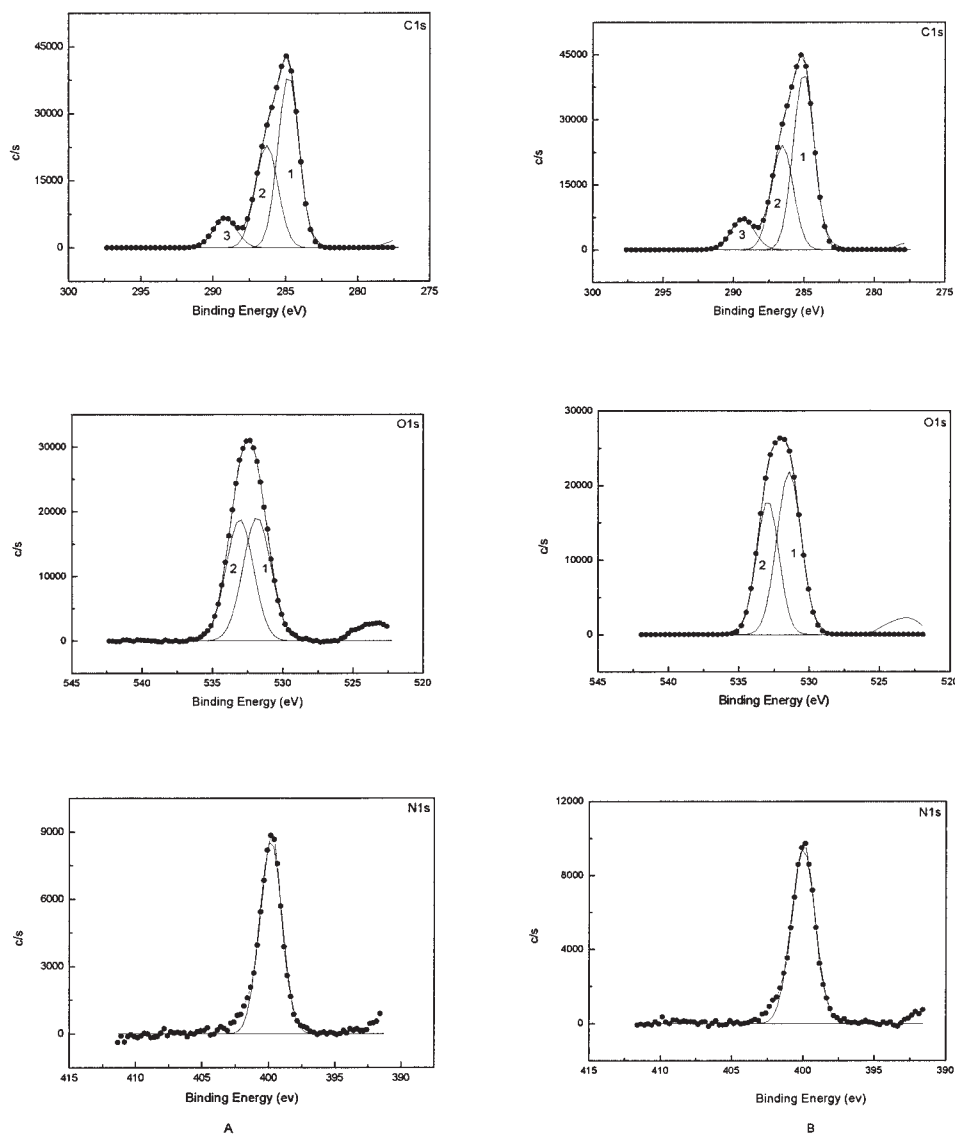 C1s
45000
30000
15000
0
c/s
1
2
3
300 295 290 285 280 275
Binding Energy (eV)
C1s
45000
30000
15000
0
c/s
1
2
3
300 295 290 285 280 275
Binding Energy (eV)
O1s
30000
20000
10000
0
c/s
2 1
545 540 535 530 525 520
Binding Energy (eV)
30000
O1s
20000
10000
0
c/s
1
2
545 540 535 530 525 520
Binding Energy (eV)
N1s
9000
6000
3000
0
c/s
415 410 405 400 395 390
Binding Energy (ev)
A
12000
N1s
8000
4000
0
c/s
415 410 405 400 395 390
Binding Energy (ev)
B